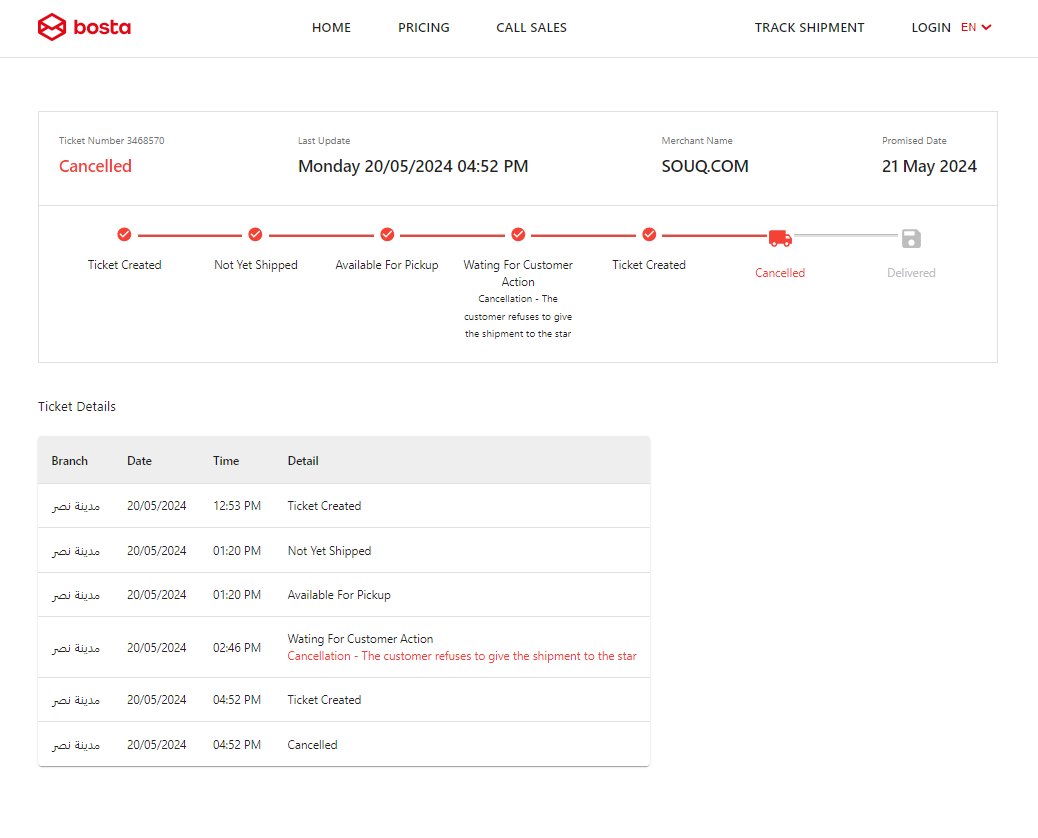 bosta
HOME PRICING CALL SALES TRACK SHIPMENT LOGIN EN
Ticket Number 3468570 Last Update Merchant Name Promised Date
Cancelled Monday 20/05/2024 04:52 PM SOUQ.COM 21 May 2024
Ticket Created
Not Yet Shipped
Available For Pickup
Wating For Customer
Action
Cancellation - The
customer refuses to give
the shipment to the star
Ticket Created
Cancelled
Delivered
Ticket Details
Branch Date Time Detail
مدينة نصر 20/05/2024 12:53 PM Ticket Created
مدينة نصر 20/05/2024 01:20 PM Not Yet Shipped
مدينة نصر 20/05/2024 01:20 PM Available For Pickup
مدينة نصر 20/05/2024 02:46 PM Wating For Customer Action
Cancellation - The customer refuses to give the shipment to the star
مدينة نصر 20/05/2024 04:52 PM Ticket Created
مدينة نصر 20/05/2024 04:52 PM Cancelled